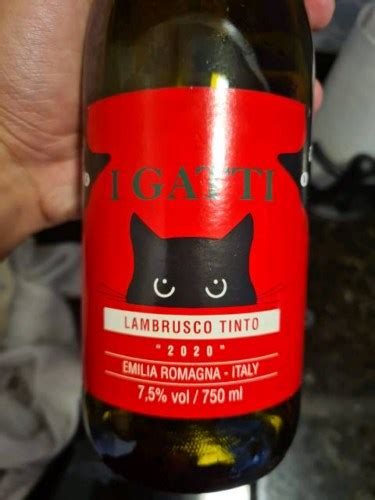 I GATTI
LAMBRUSCO TINTO
"2020"
EMILIA ROMAGNA - ITALY
7,5% vol / 750 ml